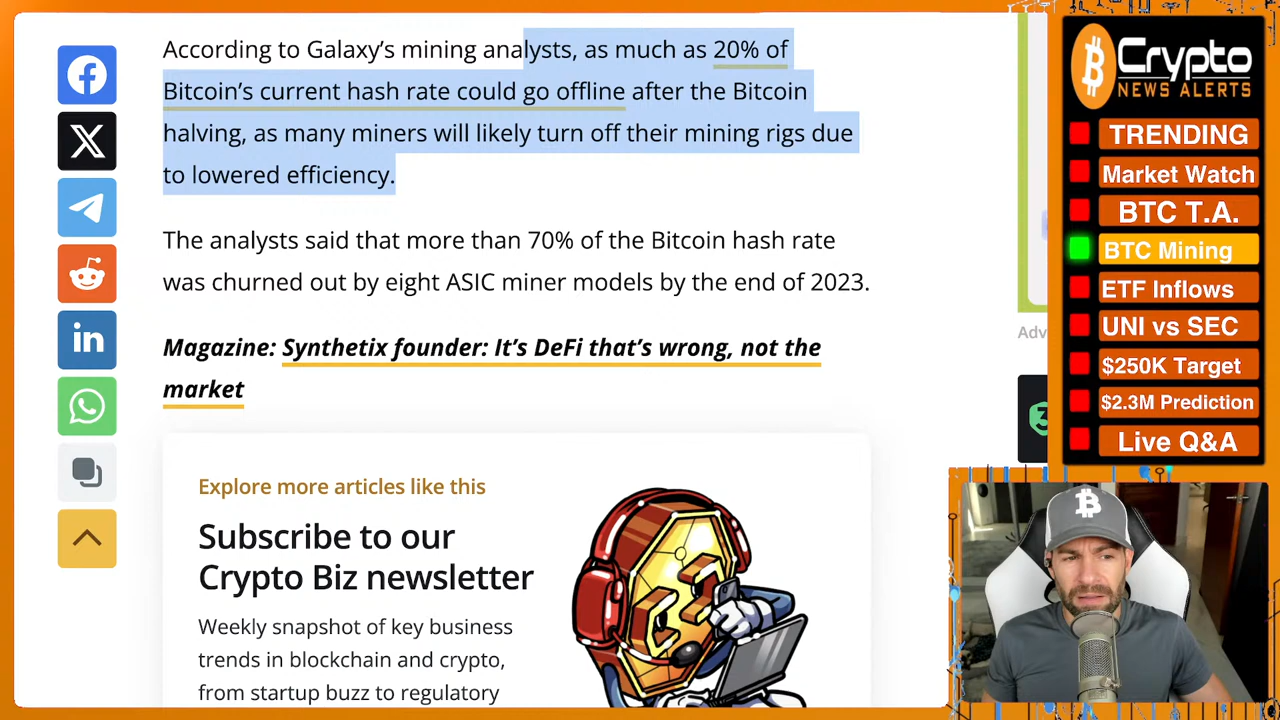 According to Galaxy’s mining analysts, as much as 20% of
Bitcoin’s current hash rate could go offline after the Bitcoin
halving, as many miners will likely turn off their mining rigs due
to lowered efficiency.
The analysts said that more than 70% of the Bitcoin hash rate
was churned out by eight ASIC miner models by the end of 2023.
Magazine: Synthetix founder: It’s DeFi that’s wrong, not the
market
Explore more articles like this
Subscribe to our
Crypto Biz newsletter
Weekly snapshot of key business
trends in blockchain and crypto,
from startup buzz to regulatory
Adv
Crypto
NEWS ALERTS
TRENDING
Market Watch
BTC T.A.
BTC Mining
ETF Inflows
UNI vs SEC
$250K Target
$2.3M Prediction
Live Q&A